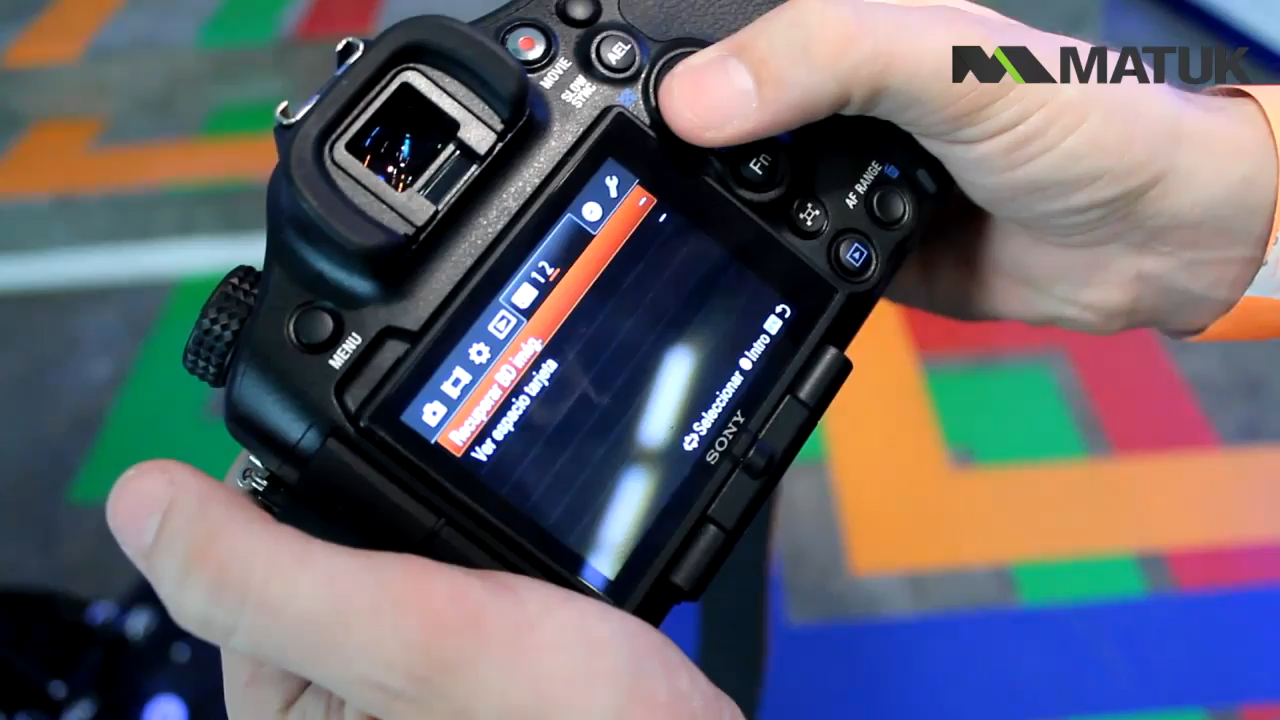 MATUK
MOVIE
AEL
SLOW
SYNC
Fn
AF RANGE
MENU
1 2
Recuperar BD imág.
Ver espacio tarjeta
Seleccionar Intro
SONY